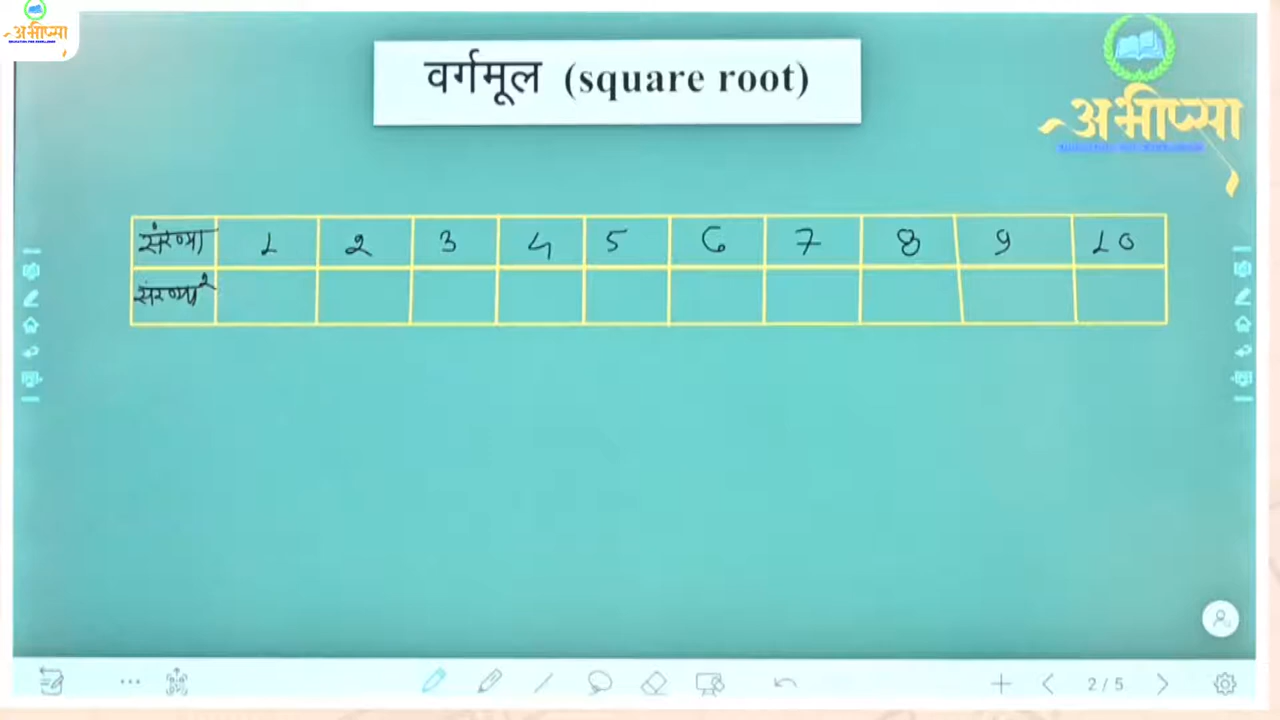 अभीप्सा
वर्गमूल (square root)
अभीप्सा
संख्या 1 2 3 4 5 6 7 8 9 10
संख्या²
2 / 5